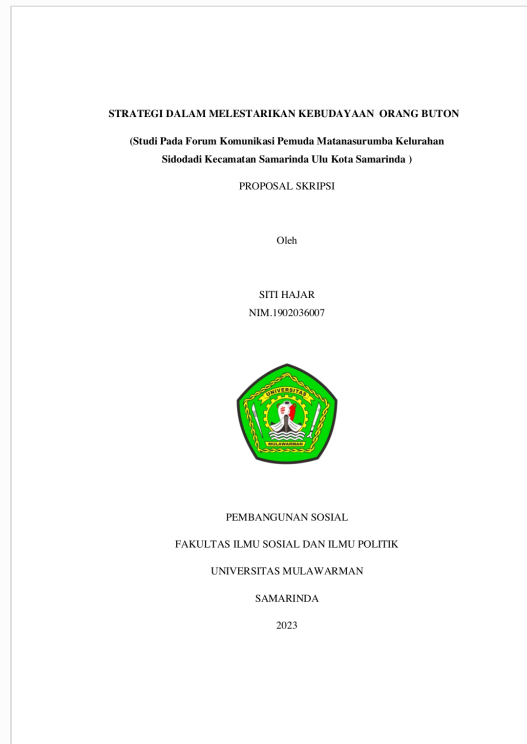 STRATEGI DALAM MELESTARIKAN KEBUDAYAAN ORANG BUTON
(Studi Pada Forum Komunikasi Pemuda Matanasurumba Kelurahan
Sidodadi Kecamatan Samarinda Ulu Kota Samarinda )
PROPOSAL SKRIPSI
Oleh
SITI HAJAR
NIM.1902036007
UNIVERSITAS
MULAWARMAN
PEMBANGUNAN SOSIAL
FAKULTAS ILMU SOSIAL DAN ILMU POLITIK
UNIVERSITAS MULAWARMAN
SAMARINDA
2023